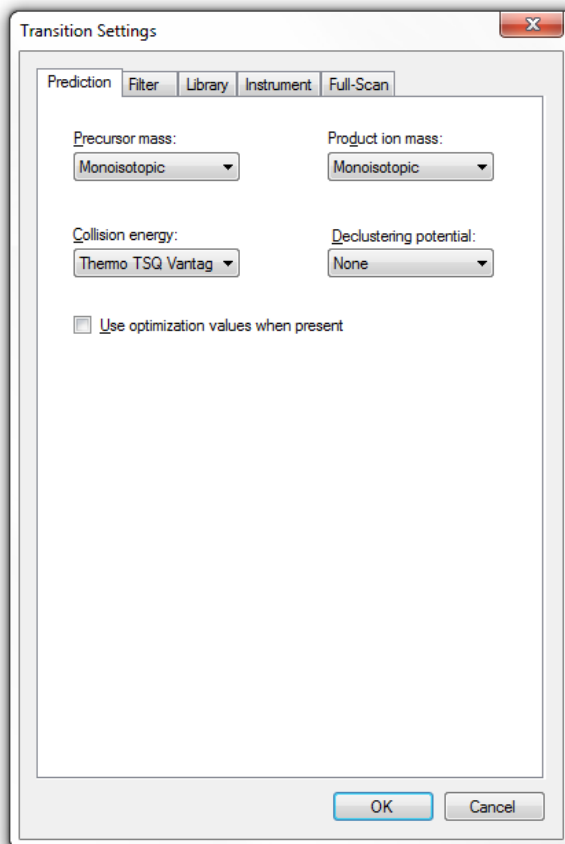 Transition Settings
Prediction Filter Library Instrument Full-Scan
Precursor mass: Product ion mass:
Monoisotopic Monoisotopic
Collision energy: Declustering potential:
Thermo TSQ Vantag None
Use optimization values when present
OK Cancel